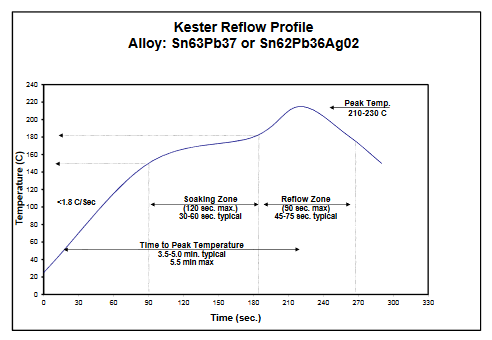 Kester Reflow Profile
Alloy: Sn63Pb37 or Sn62Pb36Ag02
240
220
200
180
160
140
120
100
80
60
40
20
0
Temperature (C)
Peak Temp.
210-230 C
<1.8 C/Sec
Soaking Zone
(120 sec. max.)
30-60 sec. typical
Reflow Zone
(90 sec. max)
45-75 sec. typical
Time to Peak Temperature
3.5-5.0 min. typical
5.5 min max
0 30 60 90 120 150 180 210 240 270 300 330
Time (sec.)